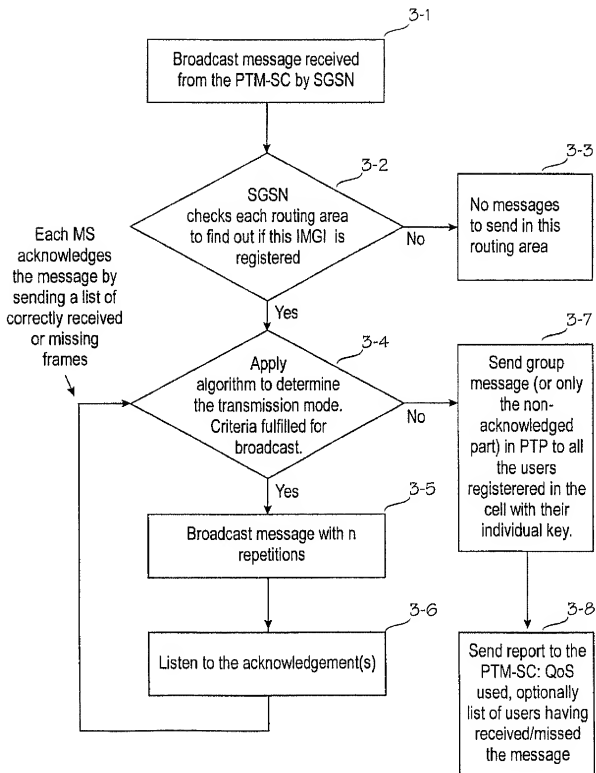 3-1
Broadcast message received
from the PTM-SC by SGSN
3-2
SGSN
checks each routing area
to find out if this IMGI is
registered
No
Yes
3-3
No messages
to send in this
routing area
Each MS
acknowledges
the message by
sending a list of
correctly received
or missing
frames
3-4
Apply
algorithm to determine
the transmission mode.
Criteria fulfilled for
broadcast.
No
Yes
3-7
Send group
message (or only
the non-
acknowledged
part) in PTP to all
the users
registerered in the
cell with their
individual key.
3-5
Broadcast message with n
repetitions
3-6
Listen to the acknowledgement(s)
3-8
Send report to the
PTM-SC: QoS
used, optionally
list of users having
received/missed
the message